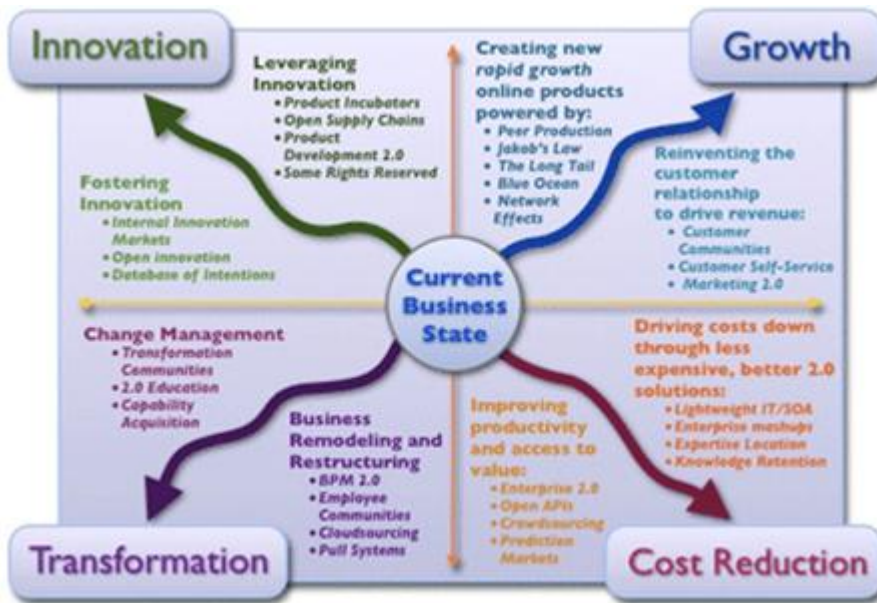 Innovation
Growth
Leveraging
Innovation
• Product Incubators
• Open Supply Chains
• Product
Development 2.0
• Some Rights Reserved
Fostering
Innovation
• Internal Innovation
Markets
• Open innovation
• Database of Intentions
Creating new
rapid growth
online products
powered by:
• Peer Production
• Jakob's Law
• The Long Tail
• Blue Ocean
• Network
Effects
Reinventing the
customer
relationship
to drive revenue:
• Customer
Communities
• Customer Self-Service
• Marketing 2.0
Current
Business
State
Change Management
• Transformation
Communities
• 2.0 Education
• Capability
Acquisition
Business
Remodeling and
Restructuring
• BPM 2.0
• Employee
Communities
• Cloudsourcing
• Pull Systems
Improving
productivity
and access to
value:
• Enterprise 2.0
• Open APIs
• Crowdsourcing
• Prediction
Markets
Driving costs down
through less
expensive, better 2.0
solutions:
• Lightweight IT/SOA
• Enterprise mashups
• Expertise Location
• Knowledge Retention
Transformation
Cost Reduction